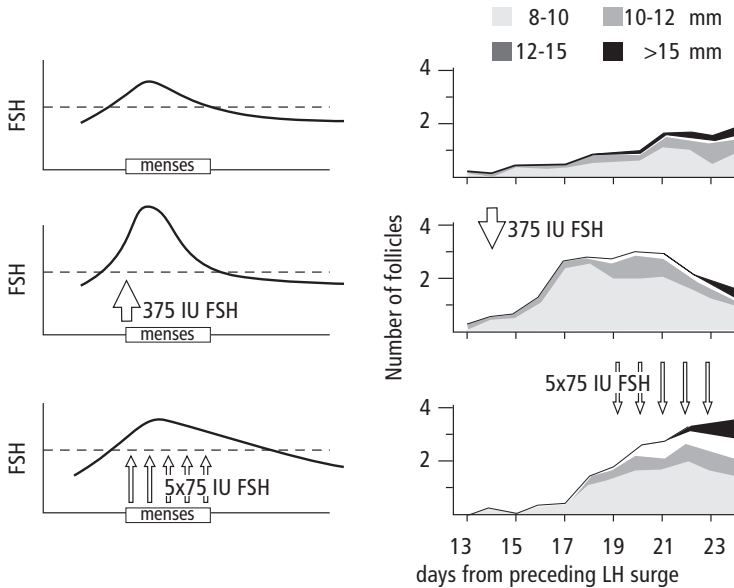 8-10
10-12 mm
12-15
>15 mm
FSH
menses
4
2
FSH
375 IU FSH
menses
375 IU FSH
4
2
Number of follicles
FSH
5x75 IU FSH
menses
5x75 IU FSH
4
2
13 15 17 19 21 23
days from preceding LH surge